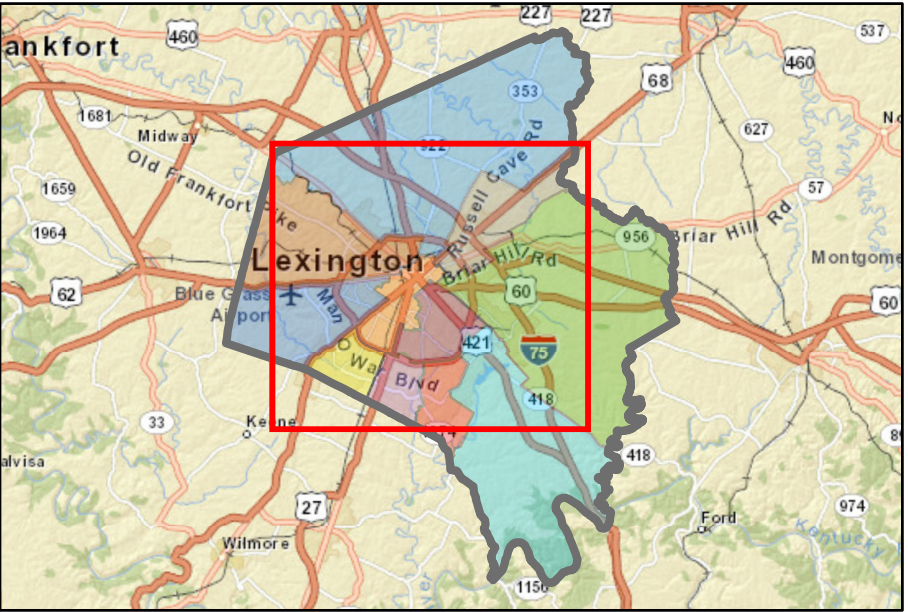 227
227
460
537
ankfort
460
68
353
1681
Midway
922
627
Old Frankfort Pike
Russell Cave Rd
1659
57
1964
956
Briar Hill Rd
Lexington
Briar Hill Rd
Montgome
62
Blue Grass
Airport
Man
60
60
421
75
O War Blvd
418
33
Keene
alvisa
418
27
974
Ford
Kentucky
Wilmore
1156